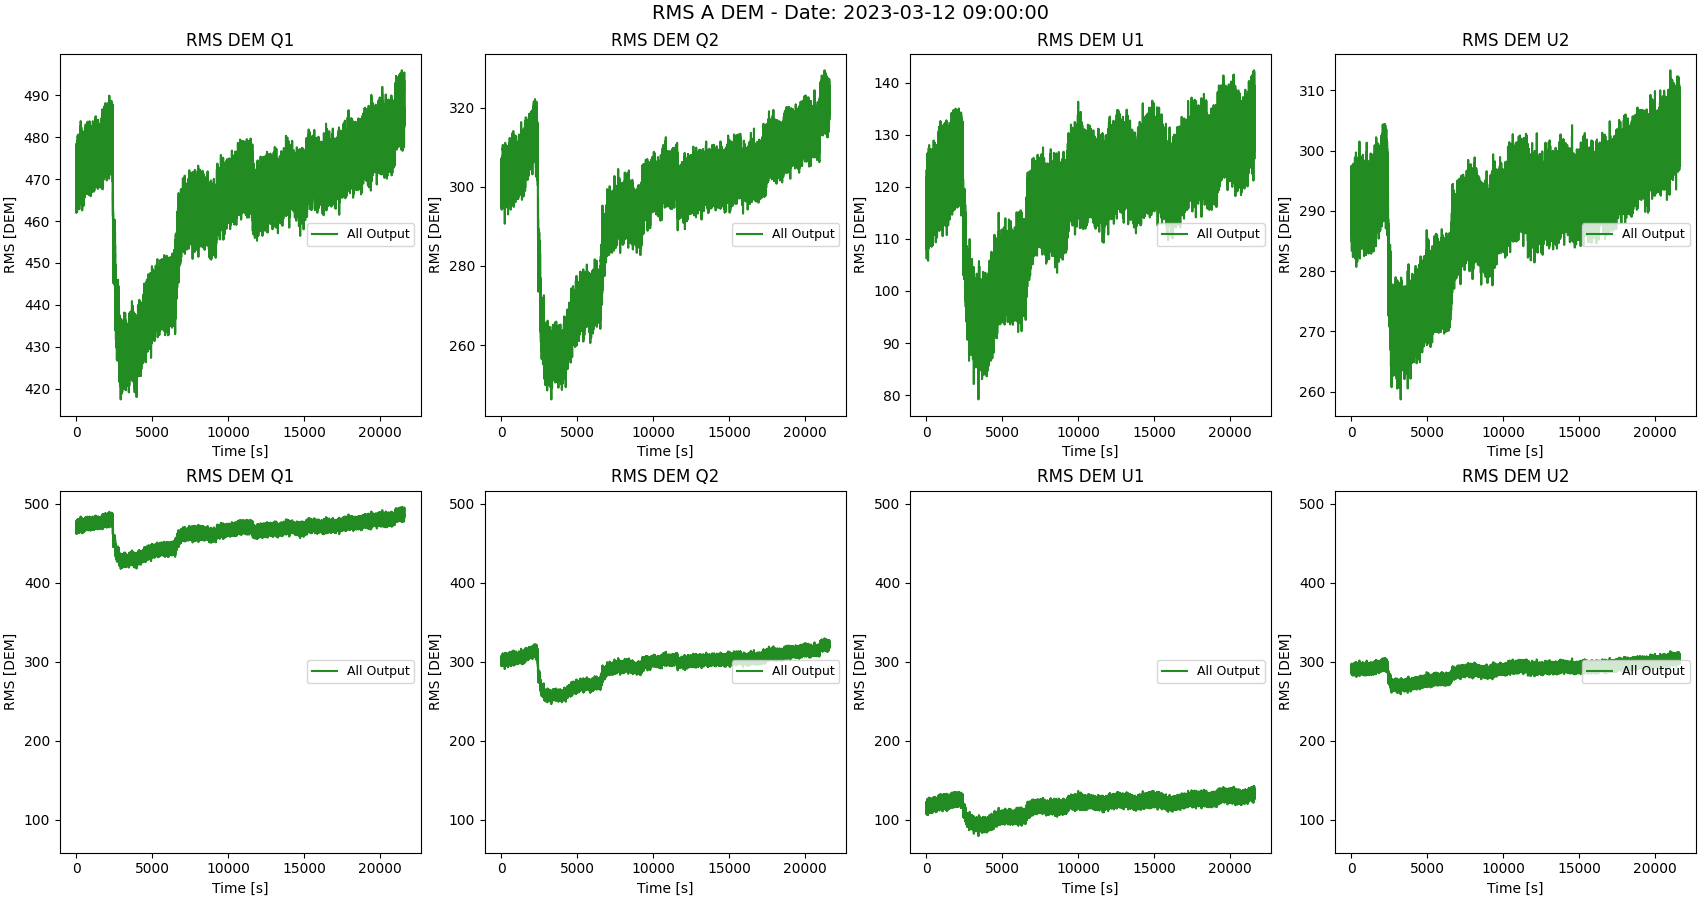 RMS A DEM - Date: 2023-03-12 09:00:00
RMS DEM Q1
RMS [DEM]
490
480
470
460
450
440
430
420
0 5000 10000 15000 20000
Time [s]
All Output
RMS DEM Q2
RMS [DEM]
320
300
280
260
0 5000 10000 15000 20000
Time [s]
All Output
RMS DEM U1
RMS [DEM]
140
130
120
110
100
90
80
0 5000 10000 15000 20000
Time [s]
All Output
RMS DEM U2
RMS [DEM]
310
300
290
280
270
260
0 5000 10000 15000 20000
Time [s]
All Output
RMS DEM Q1
RMS [DEM]
500
400
300
200
100
0 5000 10000 15000 20000
Time [s]
All Output
RMS DEM Q2
RMS [DEM]
500
400
300
200
100
0 5000 10000 15000 20000
Time [s]
All Output
RMS DEM U1
RMS [DEM]
500
400
300
200
100
0 5000 10000 15000 20000
Time [s]
All Output
RMS DEM U2
RMS [DEM]
500
400
300
200
100
0 5000 10000 15000 20000
Time [s]
All Output